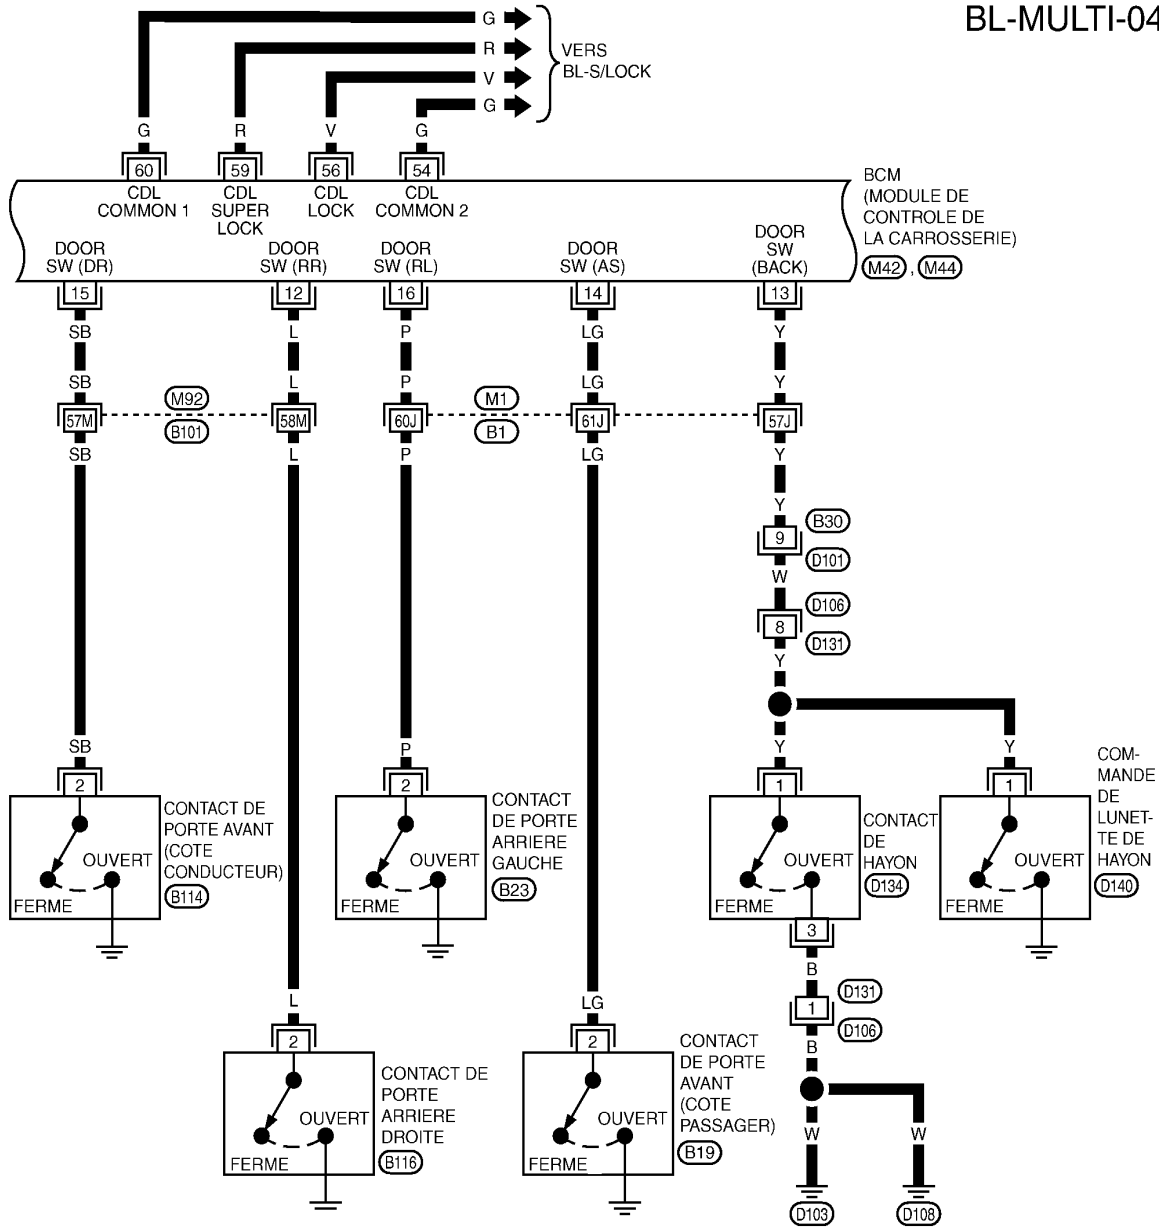 BL-MULTI-04
G
R
V
G
VERS
BL-S/LOCK
G R V G
60 59 56 54
CDL
COMMON 1
CDL
SUPER
LOCK
CDL
LOCK
CDL
COMMON 2
BCM
(MODULE DE
CONTROLE DE
LA CARROSSERIE)
M42 , M44
DOOR
SW (DR)
DOOR
SW (RR)
DOOR
SW (RL)
DOOR
SW (AS)
DOOR
SW
(BACK)
15 12 16 14 13
SB L P LG Y
SB L P LG Y
M92 M1
57M 58M 60J 61J 57J
B101 B1
SB L P LG Y
Y
B30
9
D101
W
D106
8
D131
Y
SB P Y Y
2 2 1 1
CONTACT DE
PORTE AVANT
(COTE
CONDUCTEUR)
B114
OUVERT
FERME
CONTACT
DE PORTE
ARRIERE
GAUCHE
B23
OUVERT
FERME
CONTACT
DE
HAYON
D134
OUVERT
FERME
COM-
MANDE
DE
LUNET-
TE DE
HAYON
D140
OUVERT
FERME
3
B
D131
1
D106
B
L LG
2 2
CONTACT DE
PORTE
ARRIERE
DROITE
B116
OUVERT
FERME
CONTACT
DE PORTE
AVANT
(COTE
PASSAGER)
B19
OUVERT
FERME
W W
D103 D108